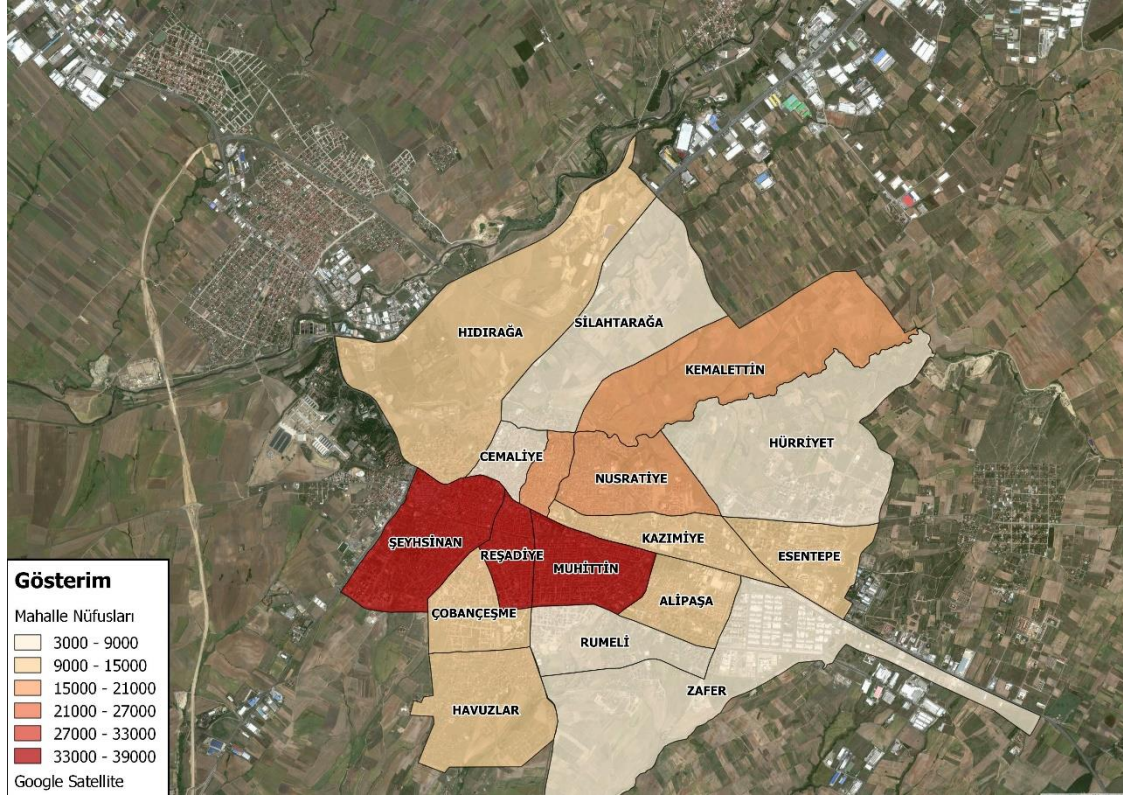 HIDIRAĞA
SİLAHTARAĞA
KEMALETTİN
HÜRRİYET
CEMALİYE
NUSRATİYE
ŞEYHSİNAN
REŞADİYE
MUHİTTİN
KAZIMİYE
ESENTEPE
ÇOBANÇEŞME
ALİPAŞA
RUMELİ
ZAFER
HAVUZLAR
Gösterim
Mahalle Nüfusları
3000 - 9000
9000 - 15000
15000 - 21000
21000 - 27000
27000 - 33000
33000 - 39000
Google Satellite